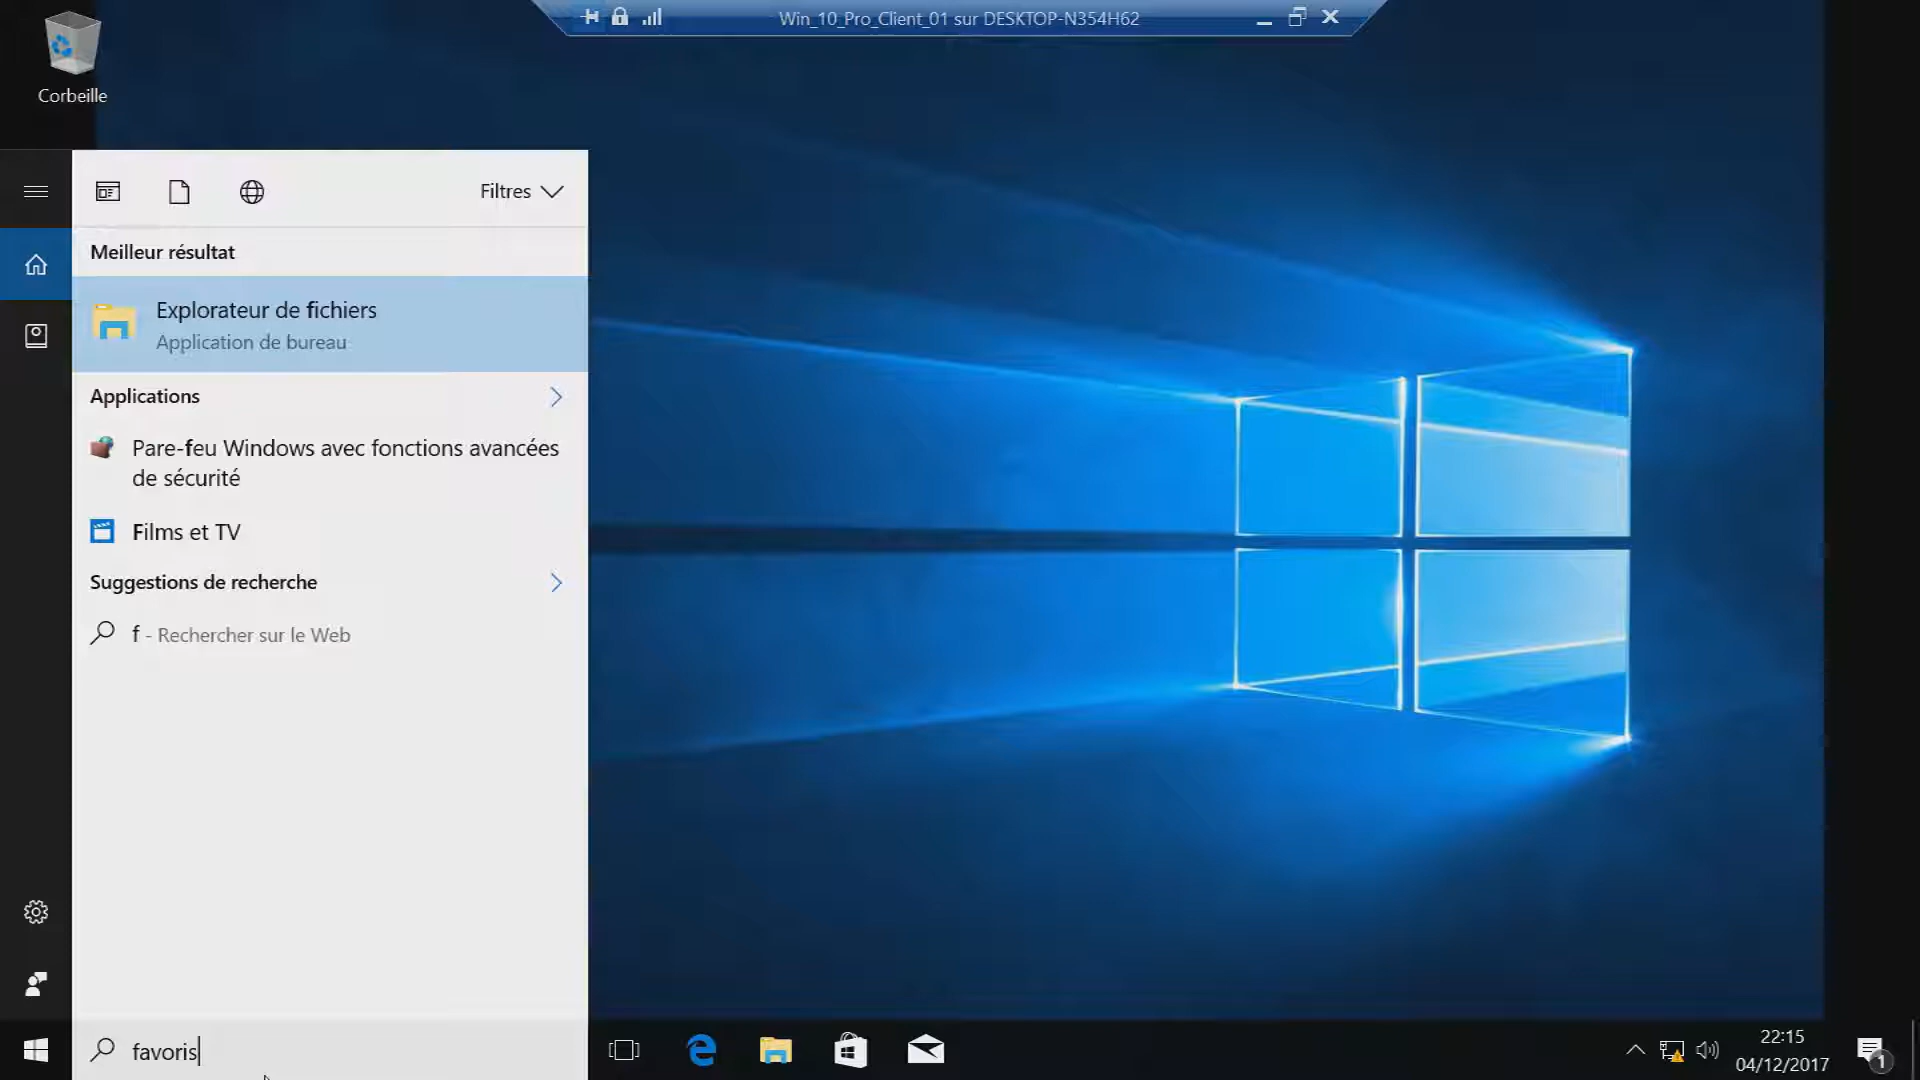 Win_10_Pro_Client_01 sur DESKTOP-N354H62
Corbeille
Filtres
Meilleur résultat
Explorateur de fichiers
Application de bureau
Applications
Pare-feu Windows avec fonctions avancées
de sécurité
Films et TV
Suggestions de recherche
f - Rechercher sur le Web
favoris
22:15
04/12/2017
1